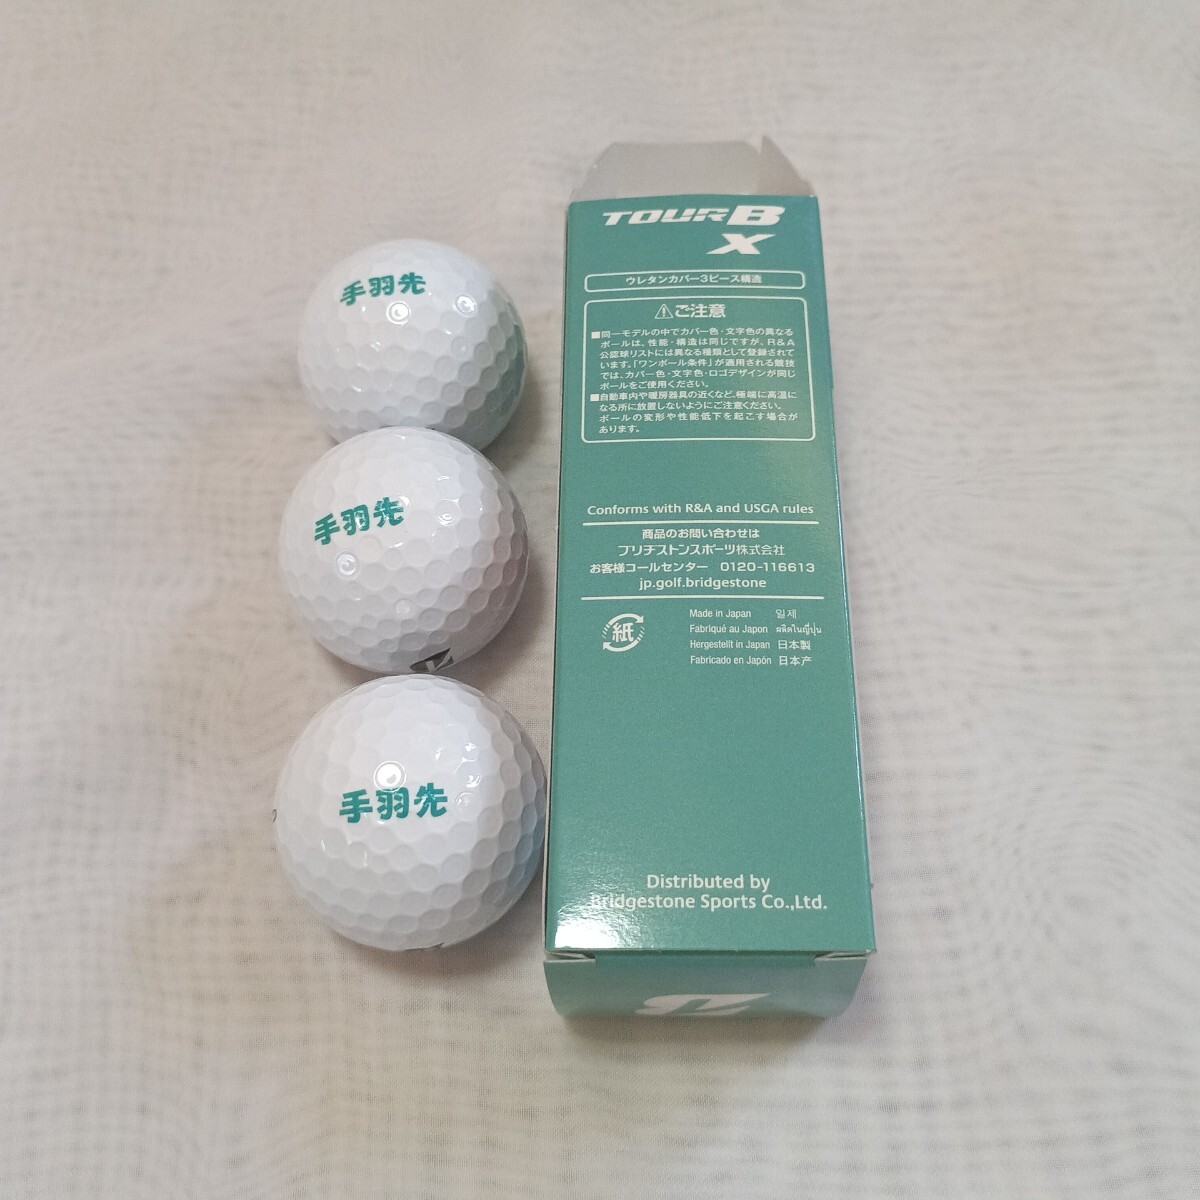 手羽先
手羽先
手羽先
TOUR B
X
ウレタンカバー3ピース構造
⚠ご注意
■同一モデルの中でカバー色・文字色の異なる
ボールは、性能・構造は同じですが、R&A
公認球リストには異なる種類として登録されて
います。「ワンボール条件」が適用される競技
では、カバー色・文字色・ロゴデザインが同じ
ボールをご使用ください。
■自動車内や暖房器具の近くなど、極端に高温に
なる所に放置しないようにご注意ください。
ボールの変形や性能低下を起こす場合が
あります。
Conforms with R&A and USGA rules
商品のお問い合わせは
ブリヂストンスポーツ株式会社
お客様コールセンター 0120-116613
jp.golf.bridgestone
紙
Made in Japan 일제
Fabriqué au Japon ผลิตในญี่ปุ่น
Hergestellt in Japan 日本製
Fabricado en Japón 日本产
Distributed by
Bridgestone Sports Co.,Ltd.
B